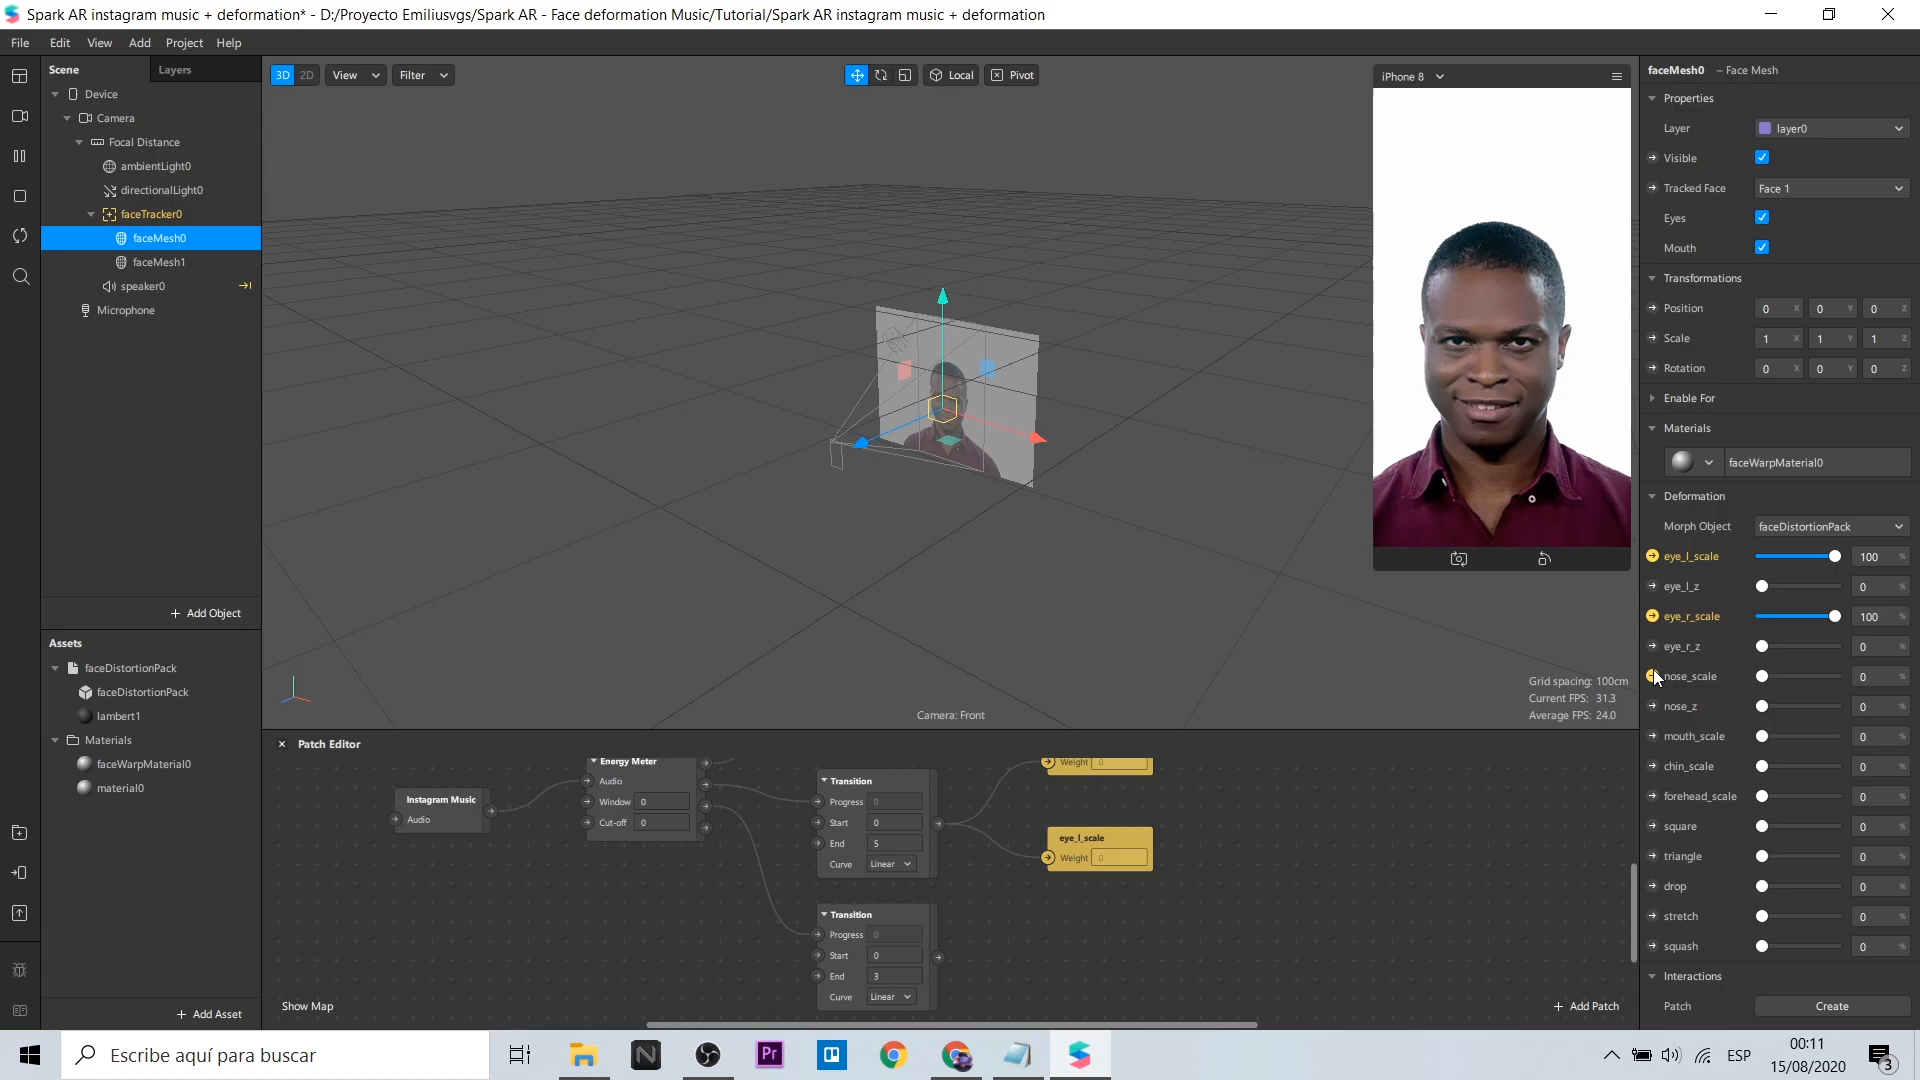 Spark AR instagram music + deformation* - D:/Proyecto Emiliusvgs/Spark AR - Face deformation Music/Tutorial/Spark AR instagram music + deformation
File Edit View Add Project Help
Scene Layers
Device
Camera
Focal Distance
ambientLight0
directionalLight0
faceTracker0
faceMesh0
faceMesh1
speaker0
Microphone
+ Add Object
Assets
faceDistortionPack
faceDistortionPack
lambert1
Materials
faceWarpMaterial0
material0
+ Add Asset
3D 2D View Filter Local Pivot
iPhone 8
Grid spacing: 100cm
Current FPS: 31.3
Average FPS: 24.0
Camera: Front
Patch Editor
Instagram Music
Audio
Energy Meter
Audio
Window 0
Cut-off 0
Transition
Progress 0
Start 0
End 5
Curve Linear
Transition
Progress 0
Start 0
End 3
Curve Linear
Weight 0
eye_l_scale
Weight 0
Show Map
+ Add Patch
faceMesh0 – Face Mesh
Properties
Layer layer0
Visible
Tracked Face Face 1
Eyes
Mouth
Transformations
Position 0 X 0 Y 0 Z
Scale 1 X 1 Y 1 Z
Rotation 0 X 0 Y 0 Z
Enable For
Materials
faceWarpMaterial0
Deformation
Morph Object faceDistortionPack
eye_l_scale 100 %
eye_l_z 0 %
eye_r_scale 100 %
eye_r_z 0 %
nose_scale 0 %
nose_z 0 %
mouth_scale 0 %
chin_scale 0 %
forehead_scale 0 %
square 0 %
triangle 0 %
drop 0 %
stretch 0 %
squash 0 %
Interactions
Patch Create
Escribe aquí para buscar
N
Pr
ESP
00:11
15/08/2020
3